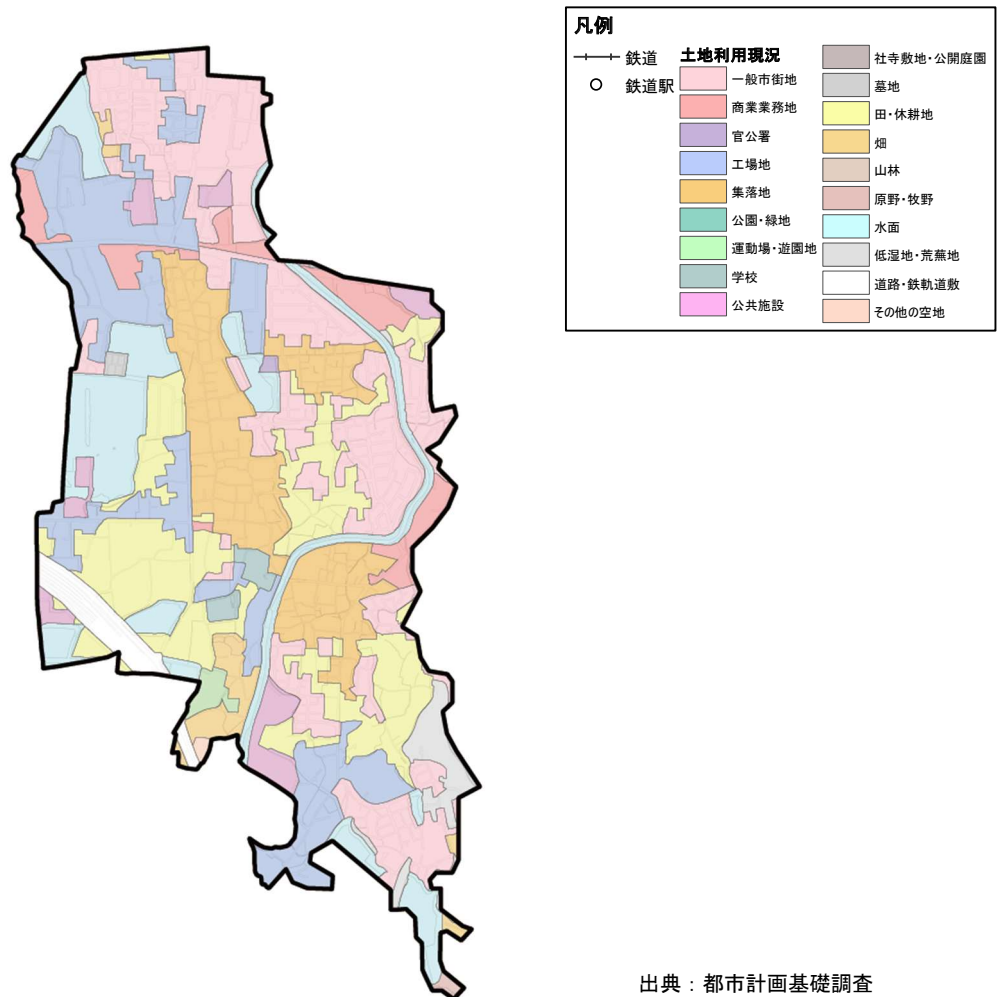 凡例
鉄道
鉄道駅
土地利用現況
一般市街地
商業業務地
官公署
工場地
集落地
公園・緑地
運動場・遊園地
学校
公共施設
社寺敷地・公開庭園
墓地
田・休耕地
畑
山林
原野・牧野
水面
低湿地・荒蕪地
道路・鉄軌道敷
その他の空地
出典：都市計画基礎調査